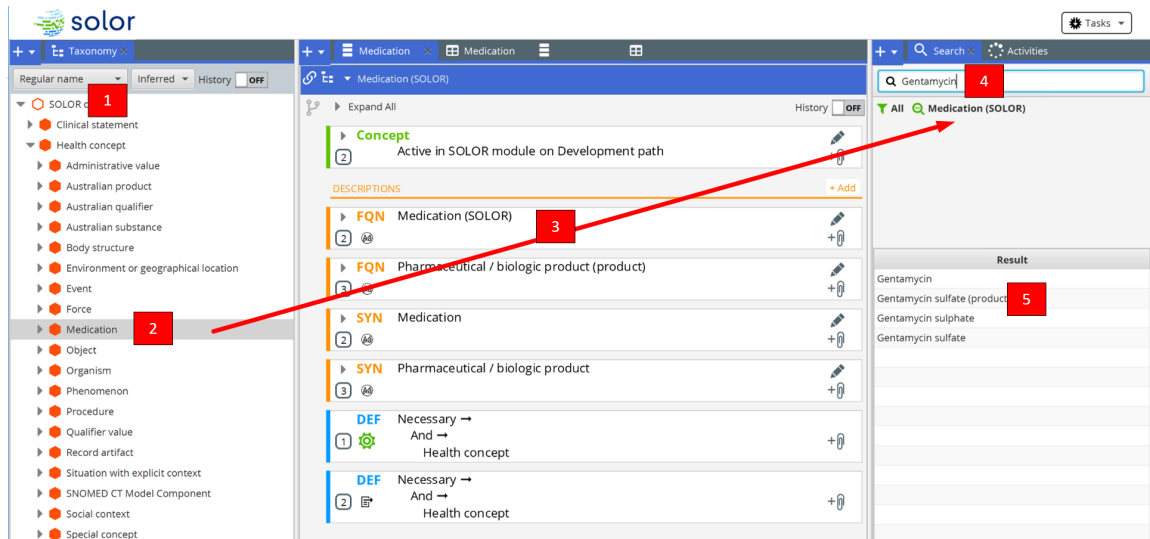 solor
Tasks
Taxonomy
Medication
Medication
Search
Activities
Regular name
Inferred
History
OFF
1
SOLOR
Clinical statement
Health concept
Administrative value
Australian product
Australian qualifier
Australian substance
Body structure
Environment or geographical location
Event
Force
Medication
2
Object
Organism
Phenomenon
Procedure
Qualifier value
Record artifact
Situation with explicit context
SNOMED CT Model Component
Social context
Special concept
Medication (SOLOR)
Expand All
History
OFF
Concept
2
Active in SOLOR module on Development path
DESCRIPTIONS
+ Add
FQN Medication (SOLOR)
3
2
FQN Pharmaceutical / biologic product (product)
3
SYN Medication
2
SYN Pharmaceutical / biologic product
3
DEF Necessary →
And →
1
Health concept
DEF Necessary →
And →
2
Health concept
Gentamycin
4
All
Medication (SOLOR)
Result
Gentamycin
Gentamycin sulfate (product
5
Gentamycin sulphate
Gentamycin sulfate